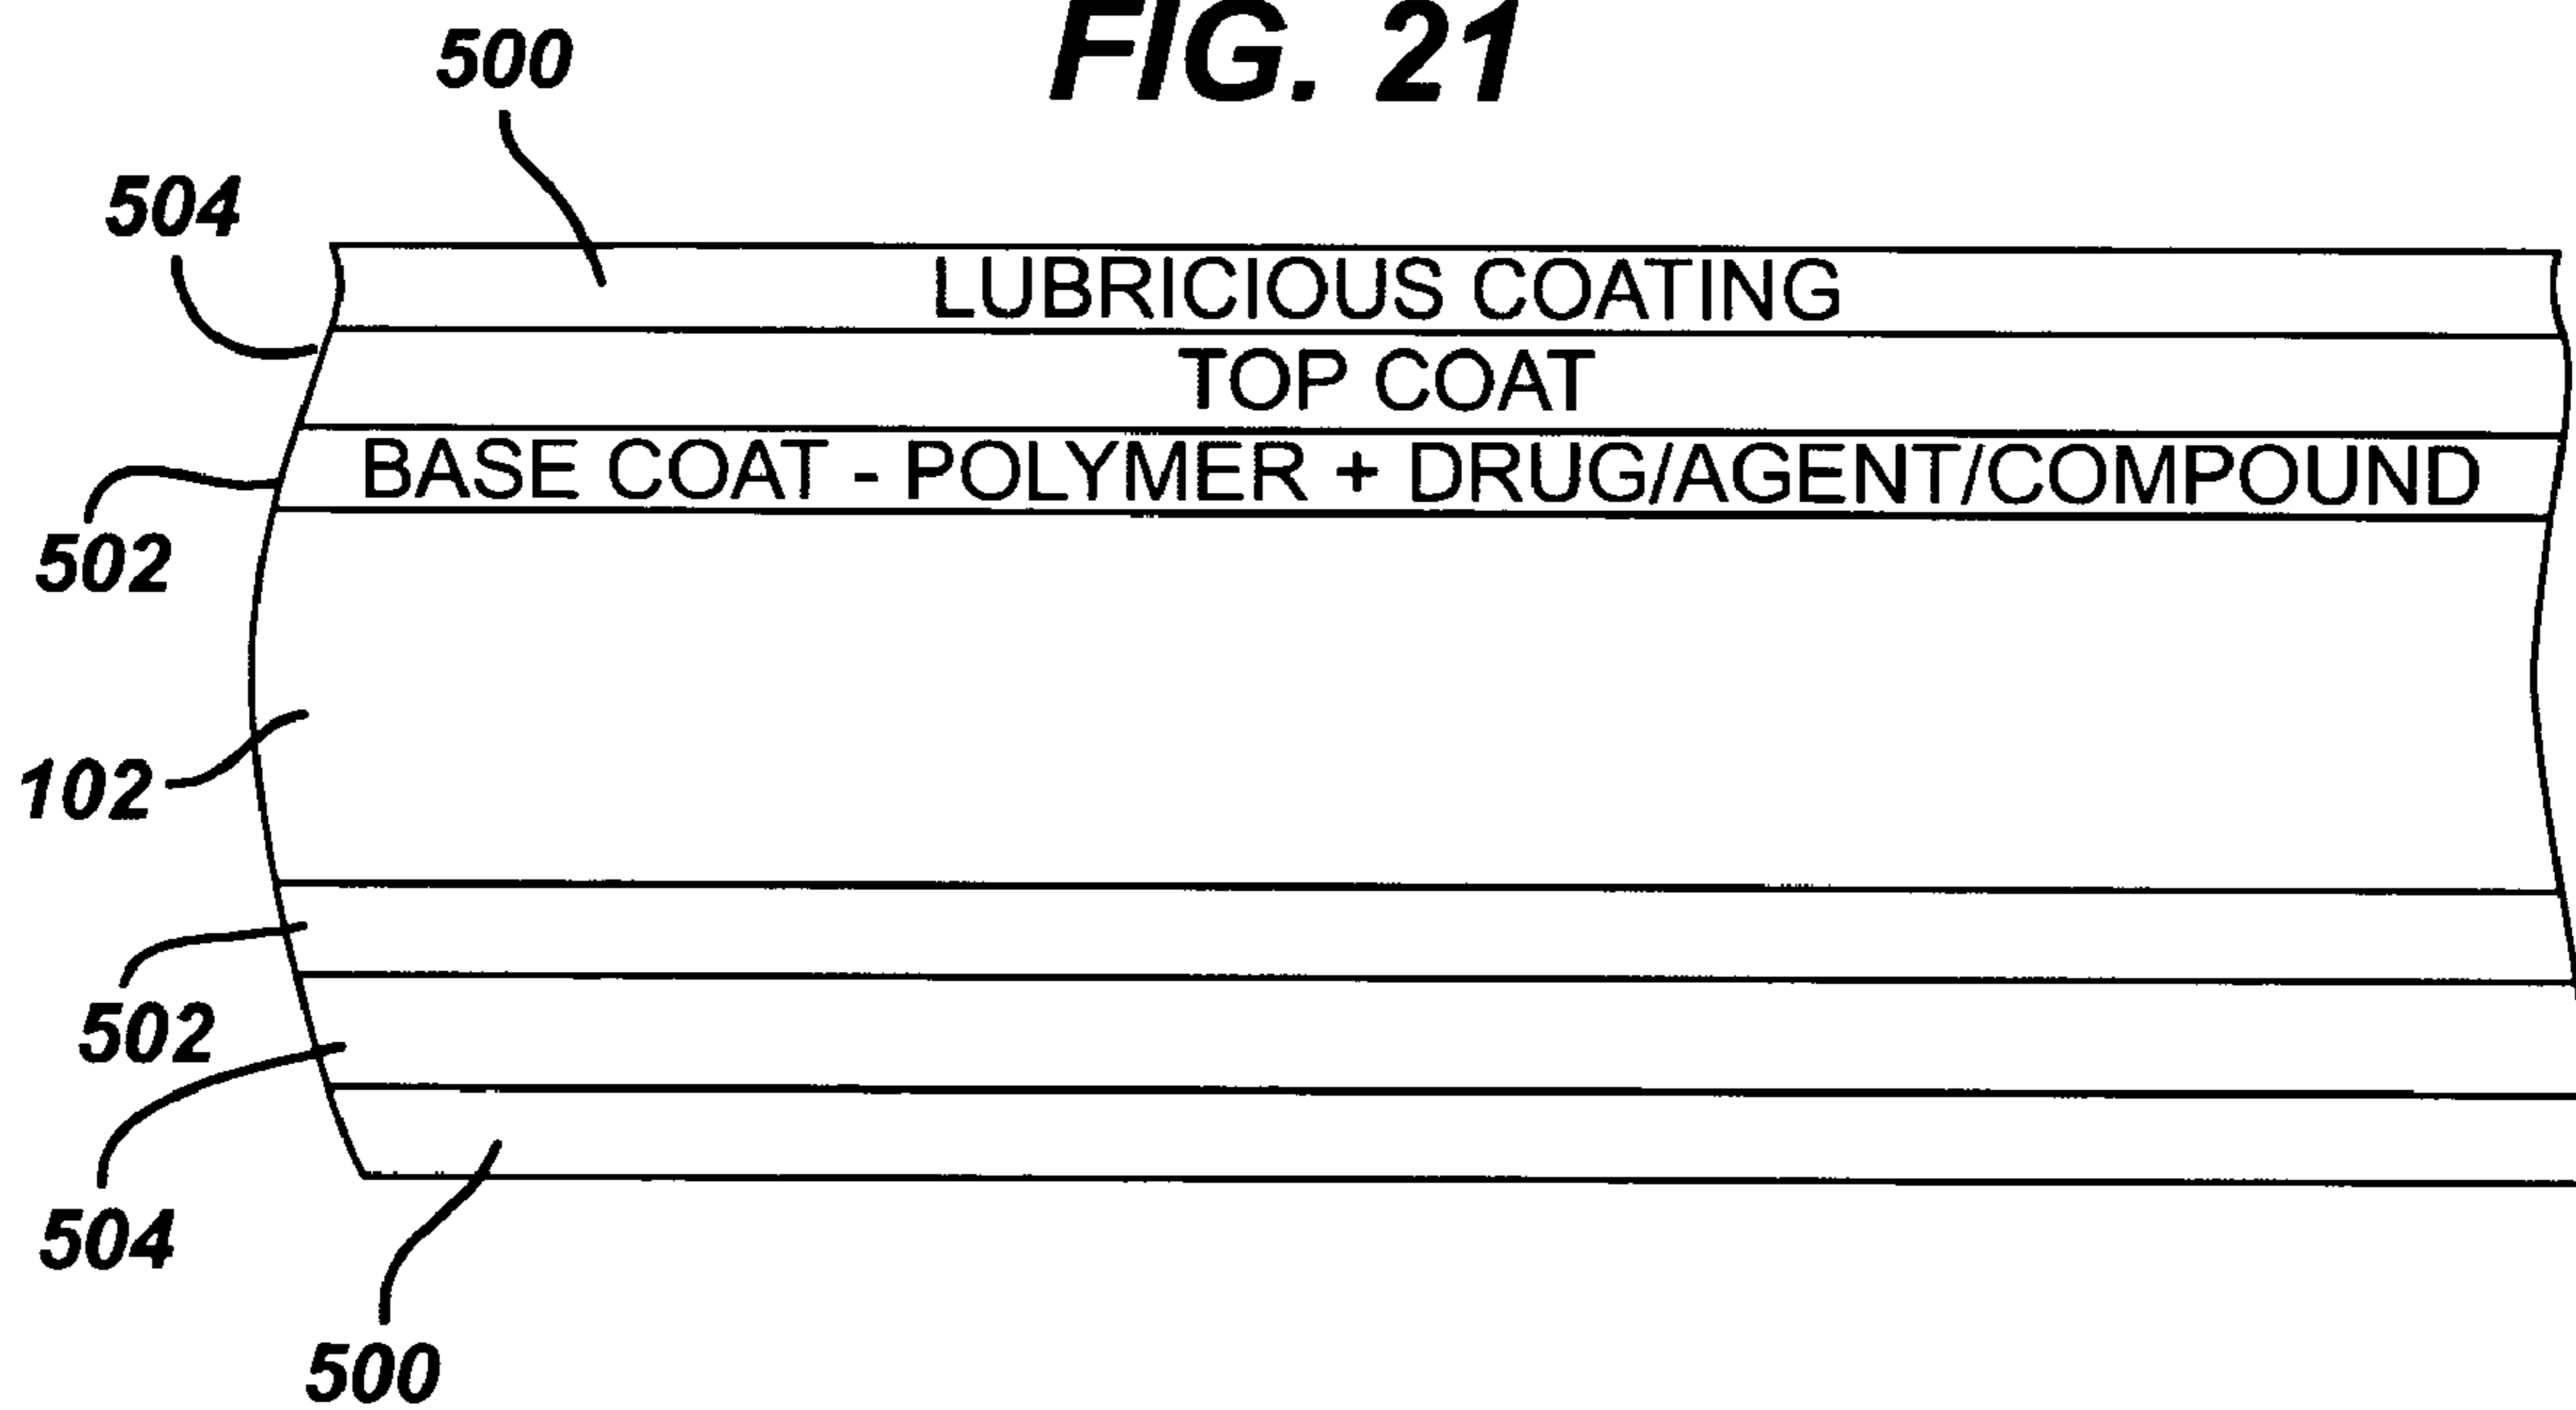 FIG. 21
500
504
LUBRICIOUS COATING
TOP COAT
BASE COAT - POLYMER + DRUG/AGENT/COMPOUND
502
102
502
504
500